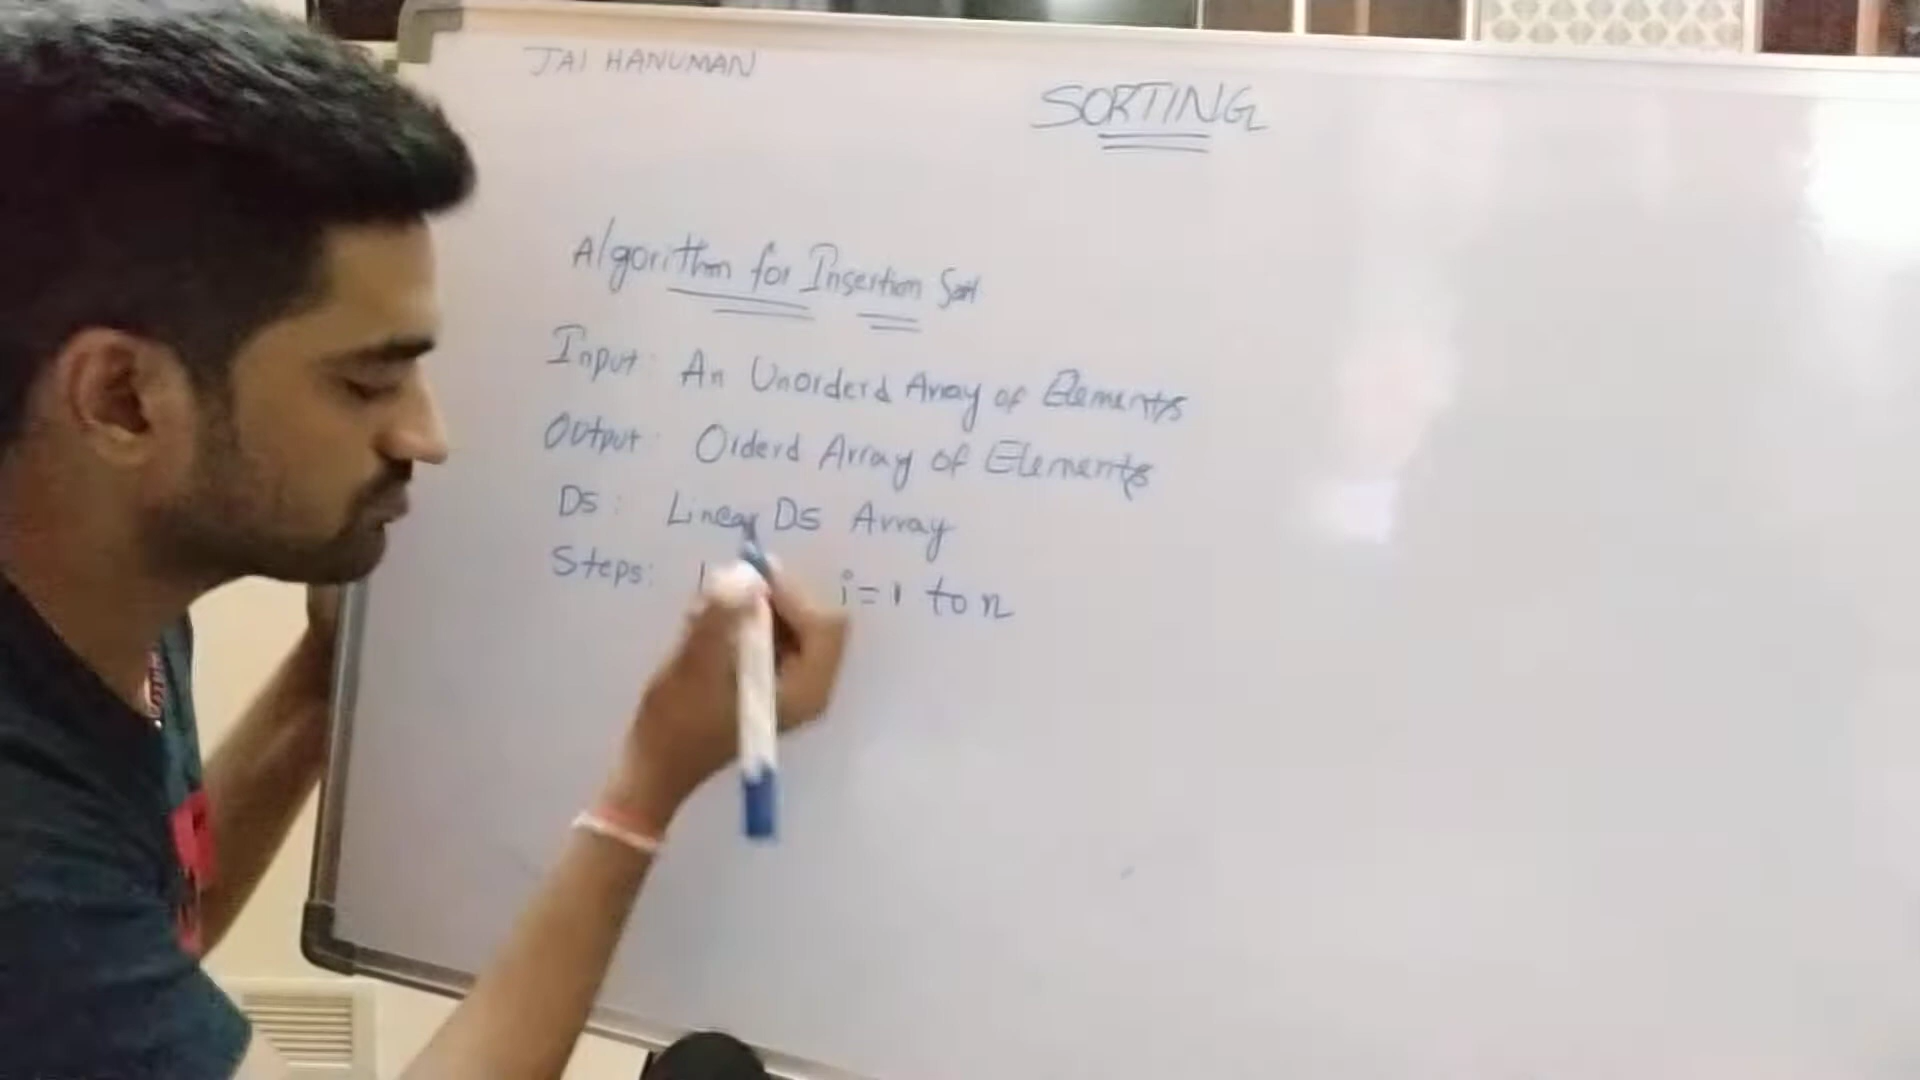 JAI HANUMAN
SORTING
Algorithm for Insertion Sort
Input: An Unorderd Array of Elements
Output: Orderd Array of Elements
DS: Linear DS Array
Steps: i=1 to n